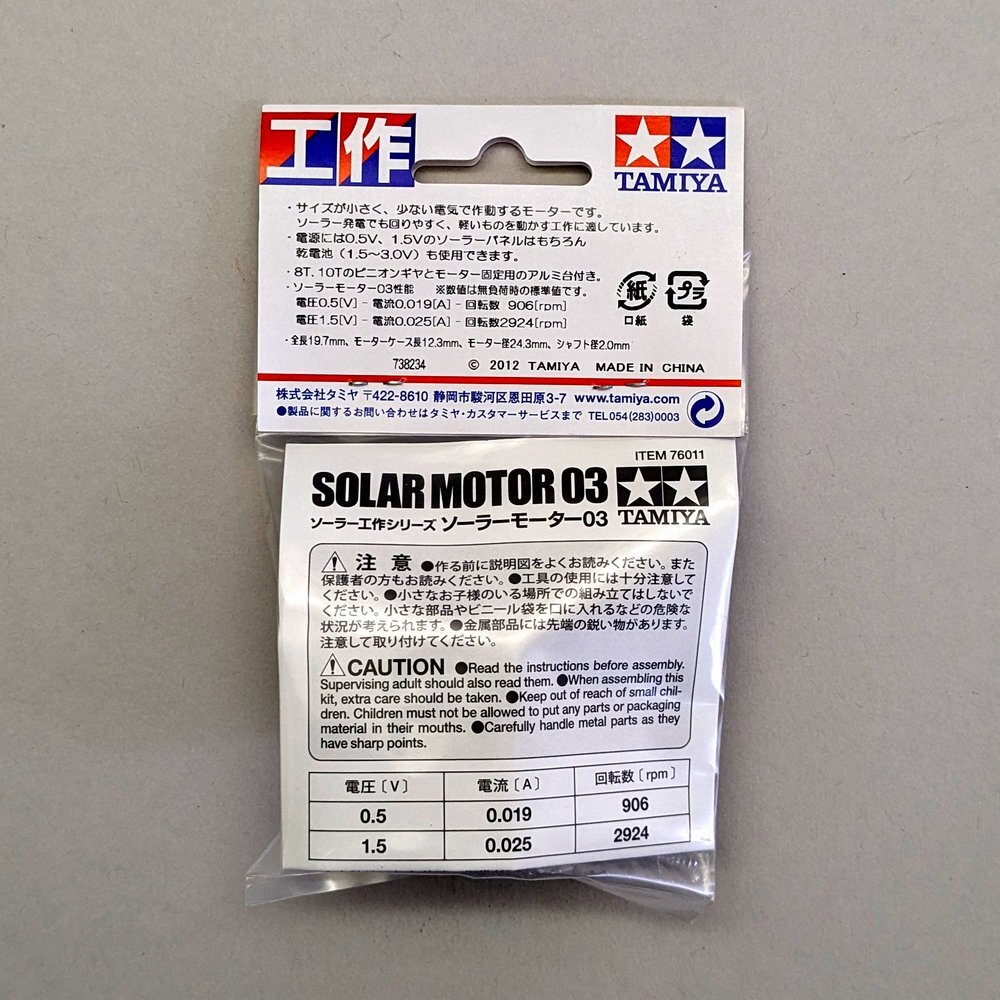 工作
TAMIYA
・サイズが小さく、少ない電気で作動するモーターです。
ソーラー発電でも回りやすく、軽いものを動かす工作に適しています。
・電源には0.5V、1.5Vのソーラーパネルはもちろん
乾電池（1.5〜3.0V）も使用できます。
・8T、10Tのピニオンギヤとモーター固定用のアルミ台付き。
・ソーラーモーター03性能　※数値は無負荷時の標準値です。
電圧0.5[V] - 電流0.019[A] - 回転数 906[rpm]
電圧1.5[V] - 電流0.025[A] - 回転数2924[rpm]
紙 プラ
口紙 袋
・全長19.7mm、モーターケース長12.3mm、モーター径24.3mm、シャフト径2.0mm
738234 © 2012 TAMIYA MADE IN CHINA
株式会社タミヤ 〒422-8610 静岡市駿河区恩田原3-7 www.tamiya.com
●製品に関するお問い合わせはタミヤ・カスタマーサービスまで TEL054(283)0003
ITEM 76011
SOLAR MOTOR 03
ソーラー工作シリーズ ソーラーモーター03
TAMIYA
注意 ●作る前に説明図をよくお読みください。また
保護者の方もお読みください。●工具の使用には十分注意して
ください。●小さなお子様のいる場所での組み立てはしないで
ください。小さな部品やビニール袋を口に入れるなどの危険な
状況が考えられます。●金属部品には先端の鋭い物があります。
注意して取り付けてください。
CAUTION ●Read the instructions before assembly.
Supervising adult should also read them. ●When assembling this
kit, extra care should be taken. ●Keep out of reach of small chil-
dren. Children must not be allowed to put any parts or packaging
material in their mouths. ●Carefully handle metal parts as they
have sharp points.
電圧〔V〕 電流〔A〕 回転数〔rpm〕
0.5 0.019 906
1.5 0.025 2924